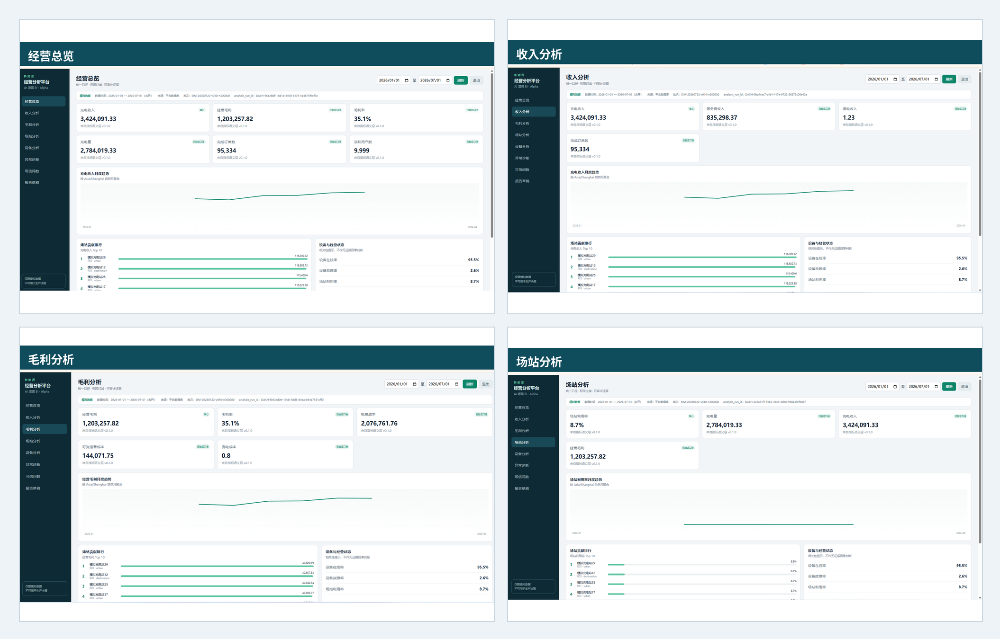 经营总览
新能源
经营分析平台
AI 增强 BI · Alpha
经营总览
收入分析
毛利分析
场站分析
设备分析
异常诊断
可信问数
报告草稿
仅限模拟数据
不可用于生产决策
经营总览
统一口径 · 权限过滤 · 可审计证据
2026/01/01 至 2026/07/01 刷新 退出
模拟数据 数据时间：2026-01-01 — 2026-07-01（右开） 来源：平台数据库 批次：SIM-20260722-v010-n300000 analysis_run_id：DASH-96e28bf1-bd1a-4490-8179-5a4675f9ef84
充电收入 核心
3,424,091.33
来自指标语义层 v0.1.0
经营毛利 已验证口径
1,203,257.82
来自指标语义层 v0.1.0
毛利率 已验证口径
35.1%
来自指标语义层 v0.1.0
充电量 已验证口径
2,784,019.33
来自指标语义层 v0.1.0
完成订单数 已验证口径
95,334
来自指标语义层 v0.1.0
活跃用户数 已验证口径
9,999
来自指标语义层 v0.1.0
充电收入月度趋势
按 Asia/Shanghai 自然月聚合
2026-01 2026-04
场站贡献排行
充电收入 Top 10
1 模拟充电站29 116,302.92
R03 · urban
2 模拟充电站12 115,502.73
R03 · destination
3 模拟充电站25 115,409.6
R01 · urban
4 模拟充电站17 115,225.58
设备与经营状态
相关性提示，不作无证据因果判断
设备在线率 95.5%
设备故障率 2.6%
场站利用率 8.7%
收入分析
新能源
经营分析平台
AI 增强 BI · Alpha
经营总览
收入分析
毛利分析
场站分析
设备分析
异常诊断
可信问数
报告草稿
仅限模拟数据
不可用于生产决策
收入分析
统一口径 · 权限过滤 · 可审计证据
2026/01/01 至 2026/07/01 刷新 退出
模拟数据 数据时间：2026-01-01 — 2026-07-01（右开） 来源：平台数据库 批次：SIM-20260722-v010-n300000 analysis_run_id：DASH-0ba4cec7-afd4-417e-9722-58572c00e42a
充电收入 核心
3,424,091.33
来自指标语义层 v0.1.0
服务费收入 已验证口径
835,298.37
来自指标语义层 v0.1.0
度电收入 已验证口径
1.23
来自指标语义层 v0.1.0
完成订单数 已验证口径
95,334
来自指标语义层 v0.1.0
充电收入月度趋势
按 Asia/Shanghai 自然月聚合
2026-01 2026-04
场站贡献排行
充电收入 Top 10
1 模拟充电站29 116,302.92
R03 · urban
2 模拟充电站12 115,502.73
R03 · destination
3 模拟充电站25 115,409.6
R01 · urban
4 模拟充电站17 115,225.58
R03 · urban
设备与经营状态
相关性提示，不作无证据因果判断
设备在线率 95.5%
设备故障率 2.6%
场站利用率 8.7%
毛利分析
新能源
经营分析平台
AI 增强 BI · Alpha
经营总览
收入分析
毛利分析
场站分析
设备分析
异常诊断
可信问数
报告草稿
仅限模拟数据
不可用于生产决策
毛利分析
统一口径 · 权限过滤 · 可审计证据
2026/01/01 至 2026/07/01 刷新 退出
模拟数据 数据时间：2026-01-01 — 2026-07-01（右开） 来源：平台数据库 批次：SIM-20260722-v010-n300000 analysis_run_id：DASH-f033ed0e-19cb-48d6-84ea-844a7551cff0
经营毛利 核心
1,203,257.82
来自指标语义层 v0.1.0
毛利率 已验证口径
35.1%
来自指标语义层 v0.1.0
电费成本 已验证口径
2,076,761.76
来自指标语义层 v0.1.0
可变运营成本 已验证口径
144,071.75
来自指标语义层 v0.1.0
度电成本 已验证口径
0.8
来自指标语义层 v0.1.0
经营毛利月度趋势
按 Asia/Shanghai 自然月聚合
2026-01 2026-04
场站贡献排行
经营毛利 Top 10
1 模拟充电站29 40,820.39
R03 · urban
2 模拟充电站12 40,657.84
R03 · destination
3 模拟充电站25 40,640.34
R01 · urban
4 模拟充电站17 40,506.77
R03 · urban
设备与经营状态
相关性提示，不作无证据因果判断
设备在线率 95.5%
设备故障率 2.6%
场站利用率 8.7%
场站分析
新能源
经营分析平台
AI 增强 BI · Alpha
经营总览
收入分析
毛利分析
场站分析
设备分析
异常诊断
可信问数
报告草稿
仅限模拟数据
不可用于生产决策
场站分析
统一口径 · 权限过滤 · 可审计证据
2026/01/01 至 2026/07/01 刷新 退出
模拟数据 数据时间：2026-01-01 — 2026-07-01（右开） 来源：平台数据库 批次：SIM-20260722-v010-n300000 analysis_run_id：DASH-2c2a21f7-f363-46e6-9db0-998a49cf3887
场站利用率 核心
8.7%
来自指标语义层 v0.1.0
充电量 已验证口径
2,784,019.33
来自指标语义层 v0.1.0
充电收入 已验证口径
3,424,091.33
来自指标语义层 v0.1.0
经营毛利 已验证口径
1,203,257.82
来自指标语义层 v0.1.0
场站利用率月度趋势
按 Asia/Shanghai 自然月聚合
2026-01 2026-04
场站贡献排行
场站利用率 Top 10
1 模拟充电站29 8.8%
R03 · urban
2 模拟充电站12 8.9%
R03 · destination
3 模拟充电站25 8.7%
R01 · urban
4 模拟充电站17 8.7%
R03 · urban
设备与经营状态
相关性提示，不作无证据因果判断
设备在线率 95.5%
设备故障率 2.6%
场站利用率 8.7%